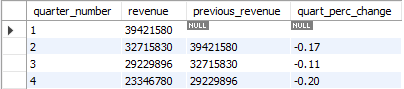 quarter_number revenue previous_revenue quart_perc_change
1 39421580 NULL NULL
2 32715830 39421580 -0.17
3 29229896 32715830 -0.11
4 23346780 29229896 -0.20